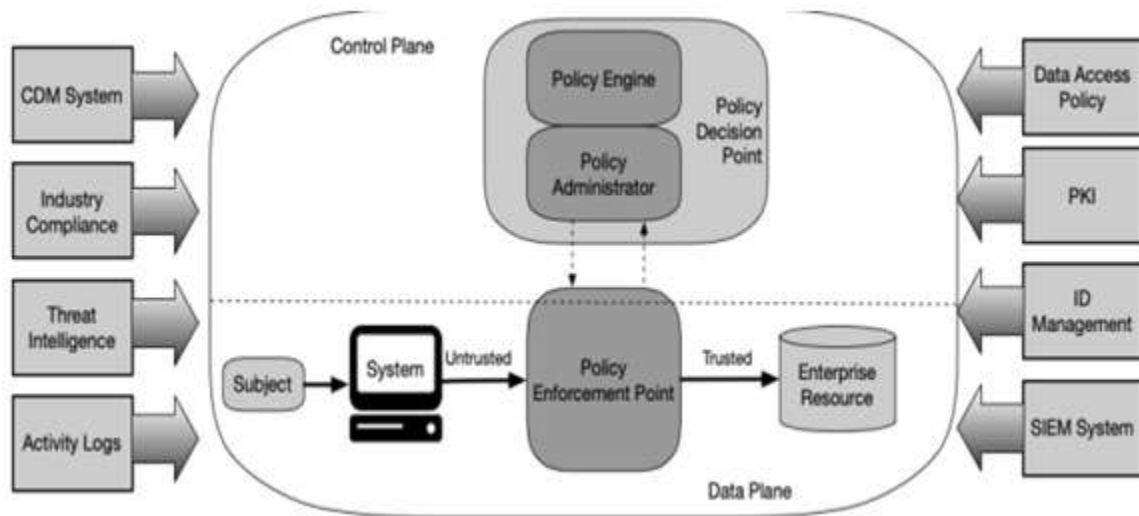 Control Plane
CDM System
Industry
Compliance
Threat
Intelligence
Activity Logs
Policy Engine
Policy
Administrator
Policy
Decision
Point
Data Access
Policy
PKI
ID
Management
SIEM System
Subject
System
Untrusted
Policy
Enforcement Point
Trusted
Enterprise
Resource
Data Plane